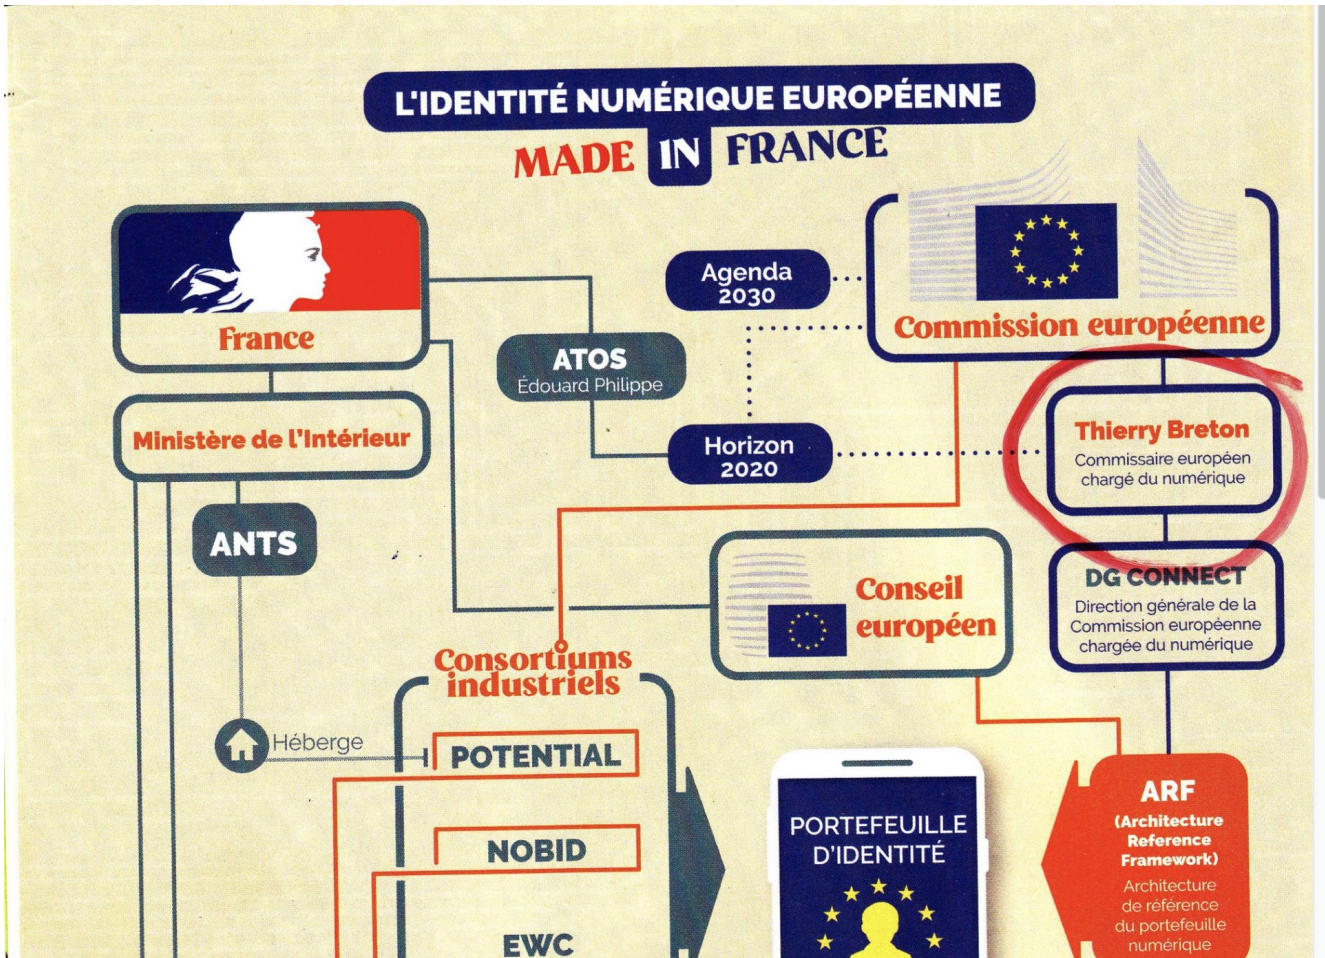 L'IDENTITÉ NUMÉRIQUE EUROPÉENNE
MADE IN FRANCE
France
Ministère de l'Intérieur
ANTS
Héberge
ATOS
Édouard Philippe
Agenda
2030
Horizon
2020
Commission européenne
Thierry Breton
Commissaire européen
chargé du numérique
DG CONNECT
Direction générale de la
Commission européenne
chargée du numérique
Conseil
européen
Consortiums
industriels
POTENTIAL
NOBID
EWC
PORTEFEUILLE
D'IDENTITÉ
ARF
(Architecture
Reference
Framework)
Architecture
de référence
du portefeuille
numérique